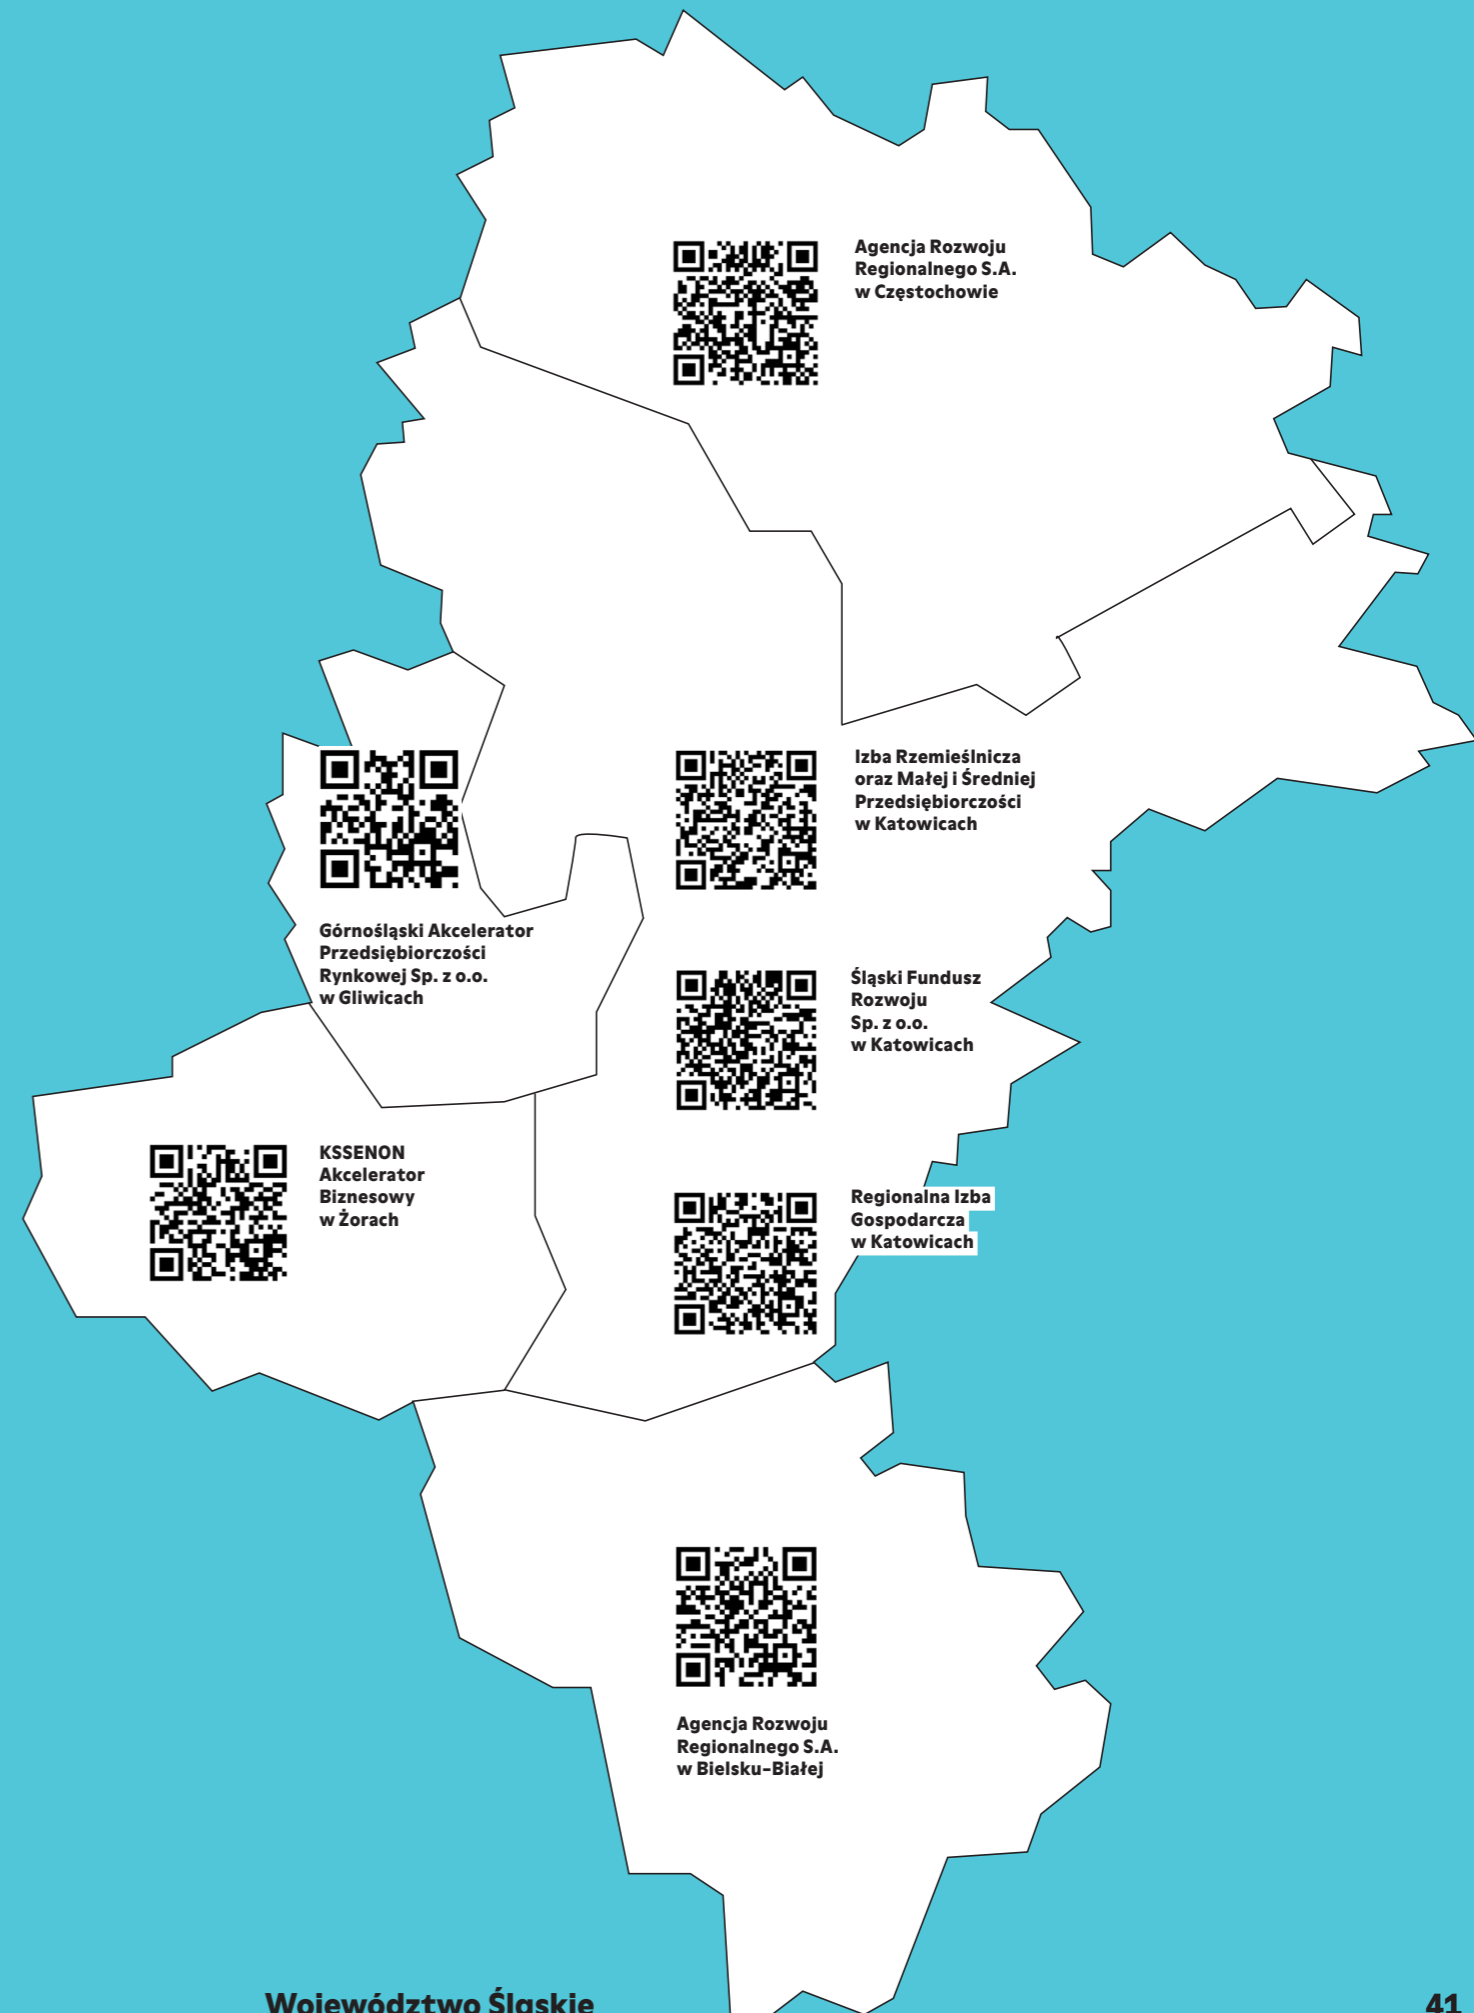 Agencja Rozwoju
Regionalnego S.A.
w Częstochowie
Izba Rzemieślnicza
oraz Małej i Średniej
Przedsiębiorczości
w Katowicach
Górnośląski Akcelerator
Przedsiębiorczości
Rynkowej Sp. z o.o.
w Gliwicach
Śląski Fundusz
Rozwoju
Sp. z o.o.
w Katowicach
KSSENON
Akcelerator
Biznesowy
w Żorach
Regionalna Izba
Gospodarcza
w Katowicach
Agencja Rozwoju
Regionalnego S.A.
w Bielsku-Białej
Województwo Śląskie
41